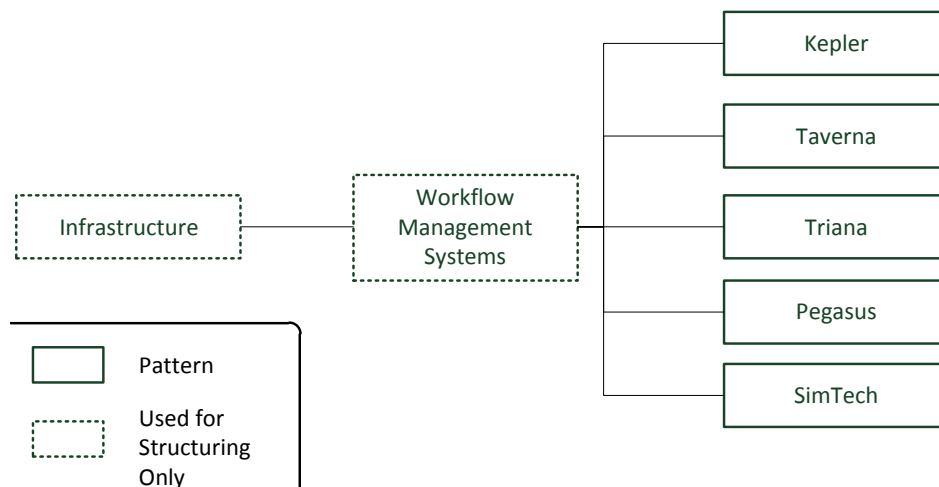 Kepler
Taverna
Infrastructure
Workflow
Management
Systems
Triana
Pegasus
SimTech
Pattern
Used for
Structuring
Only